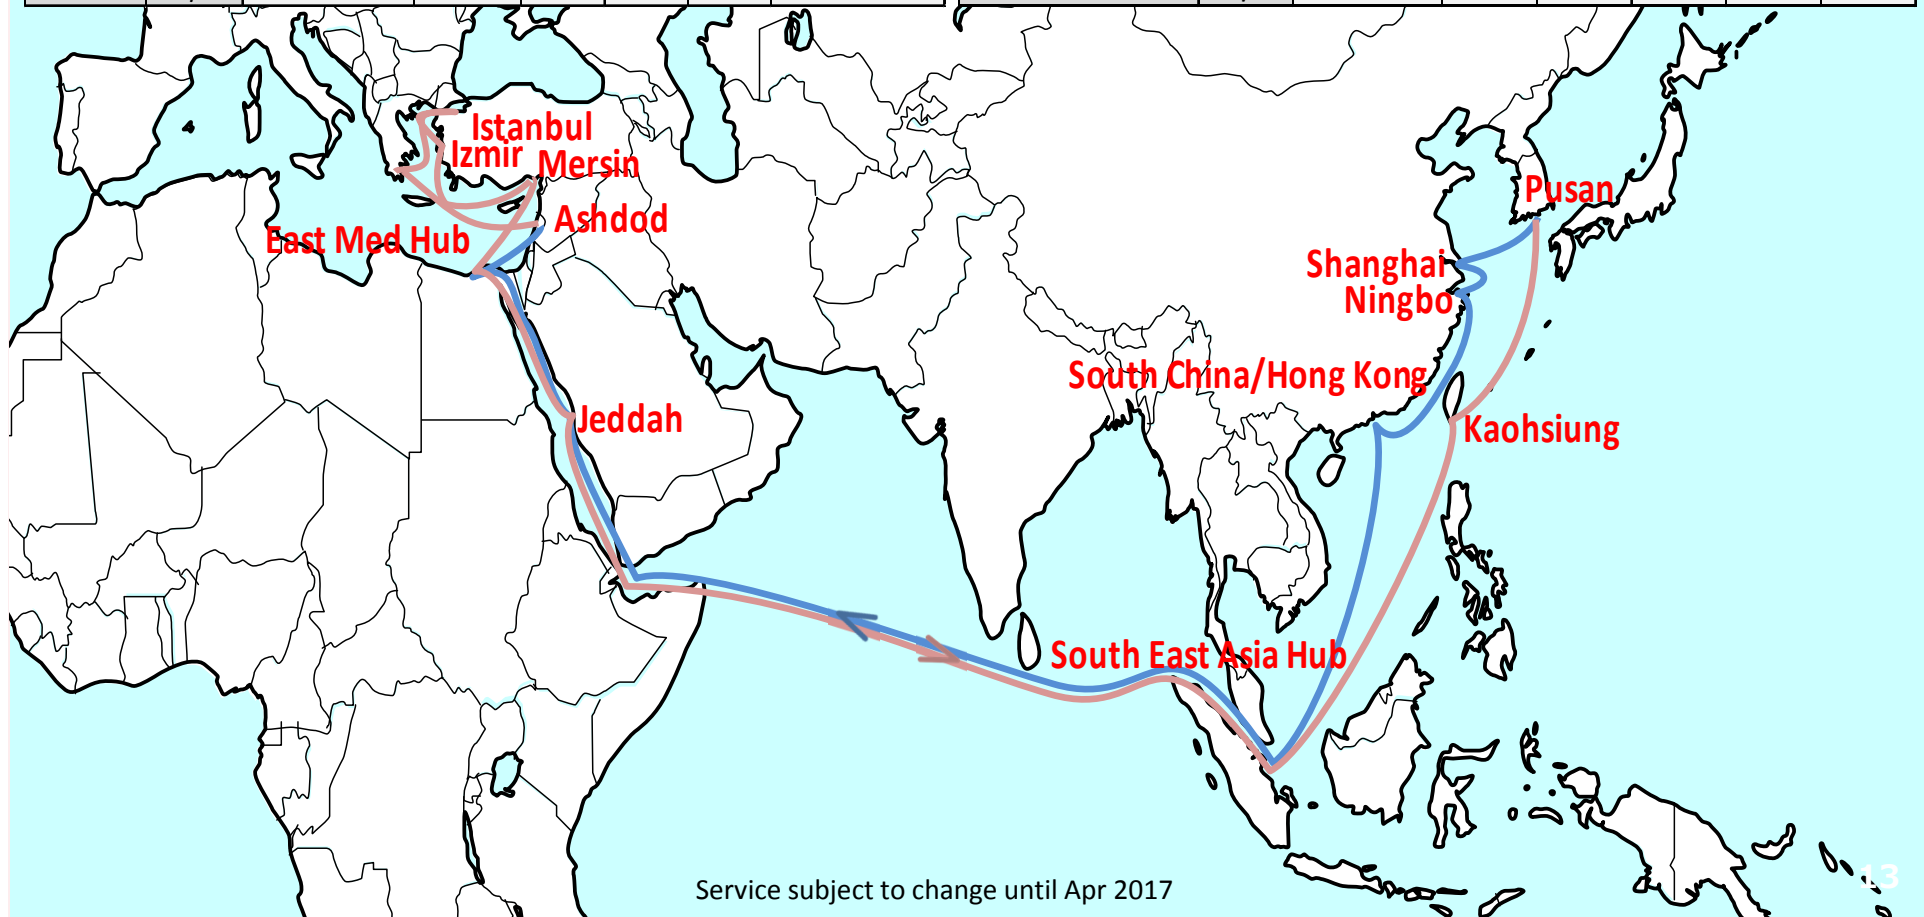 Istanbul
Izmir
Mersin
Ashdod
East Med Hub
Pusan
Shanghai
Ningbo
South China/Hong Kong
Jeddah
Kaohsiung
South East Asia Hub
Service subject to change until Apr 2017
13